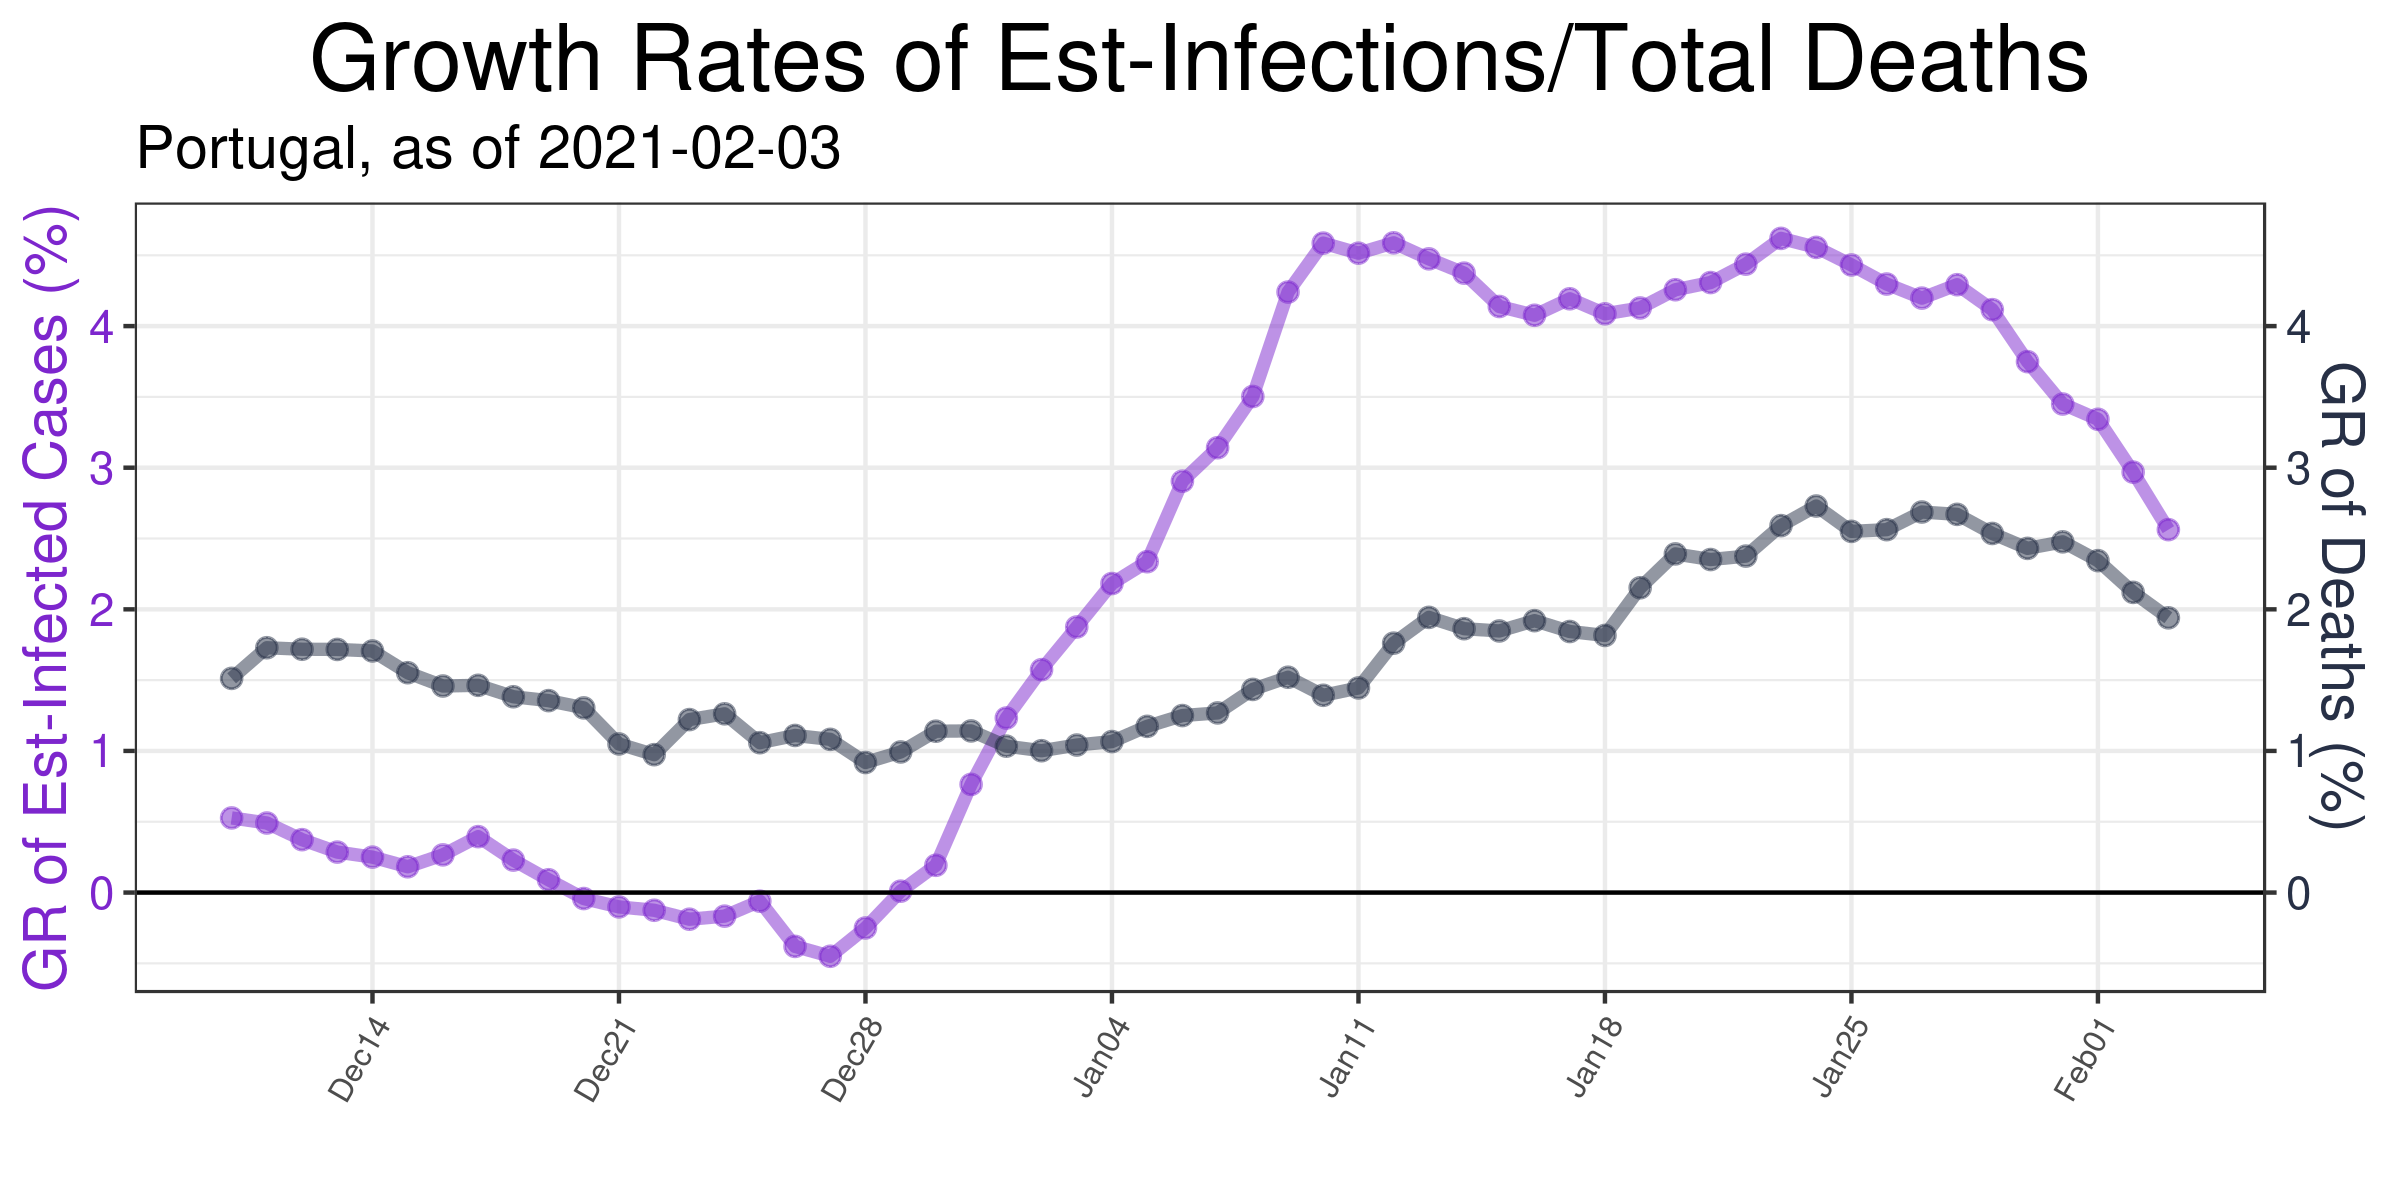 Growth Rates of Est-Infections/Total Deaths
Portugal, as of 2021-02-03
GR of Est-Infected Cases (%)
4
3
2
1
0
4
3
2
1
0
GR of Deaths (%)
Dec14
Dec21
Dec28
Jan04
Jan11
Jan18
Jan25
Feb01